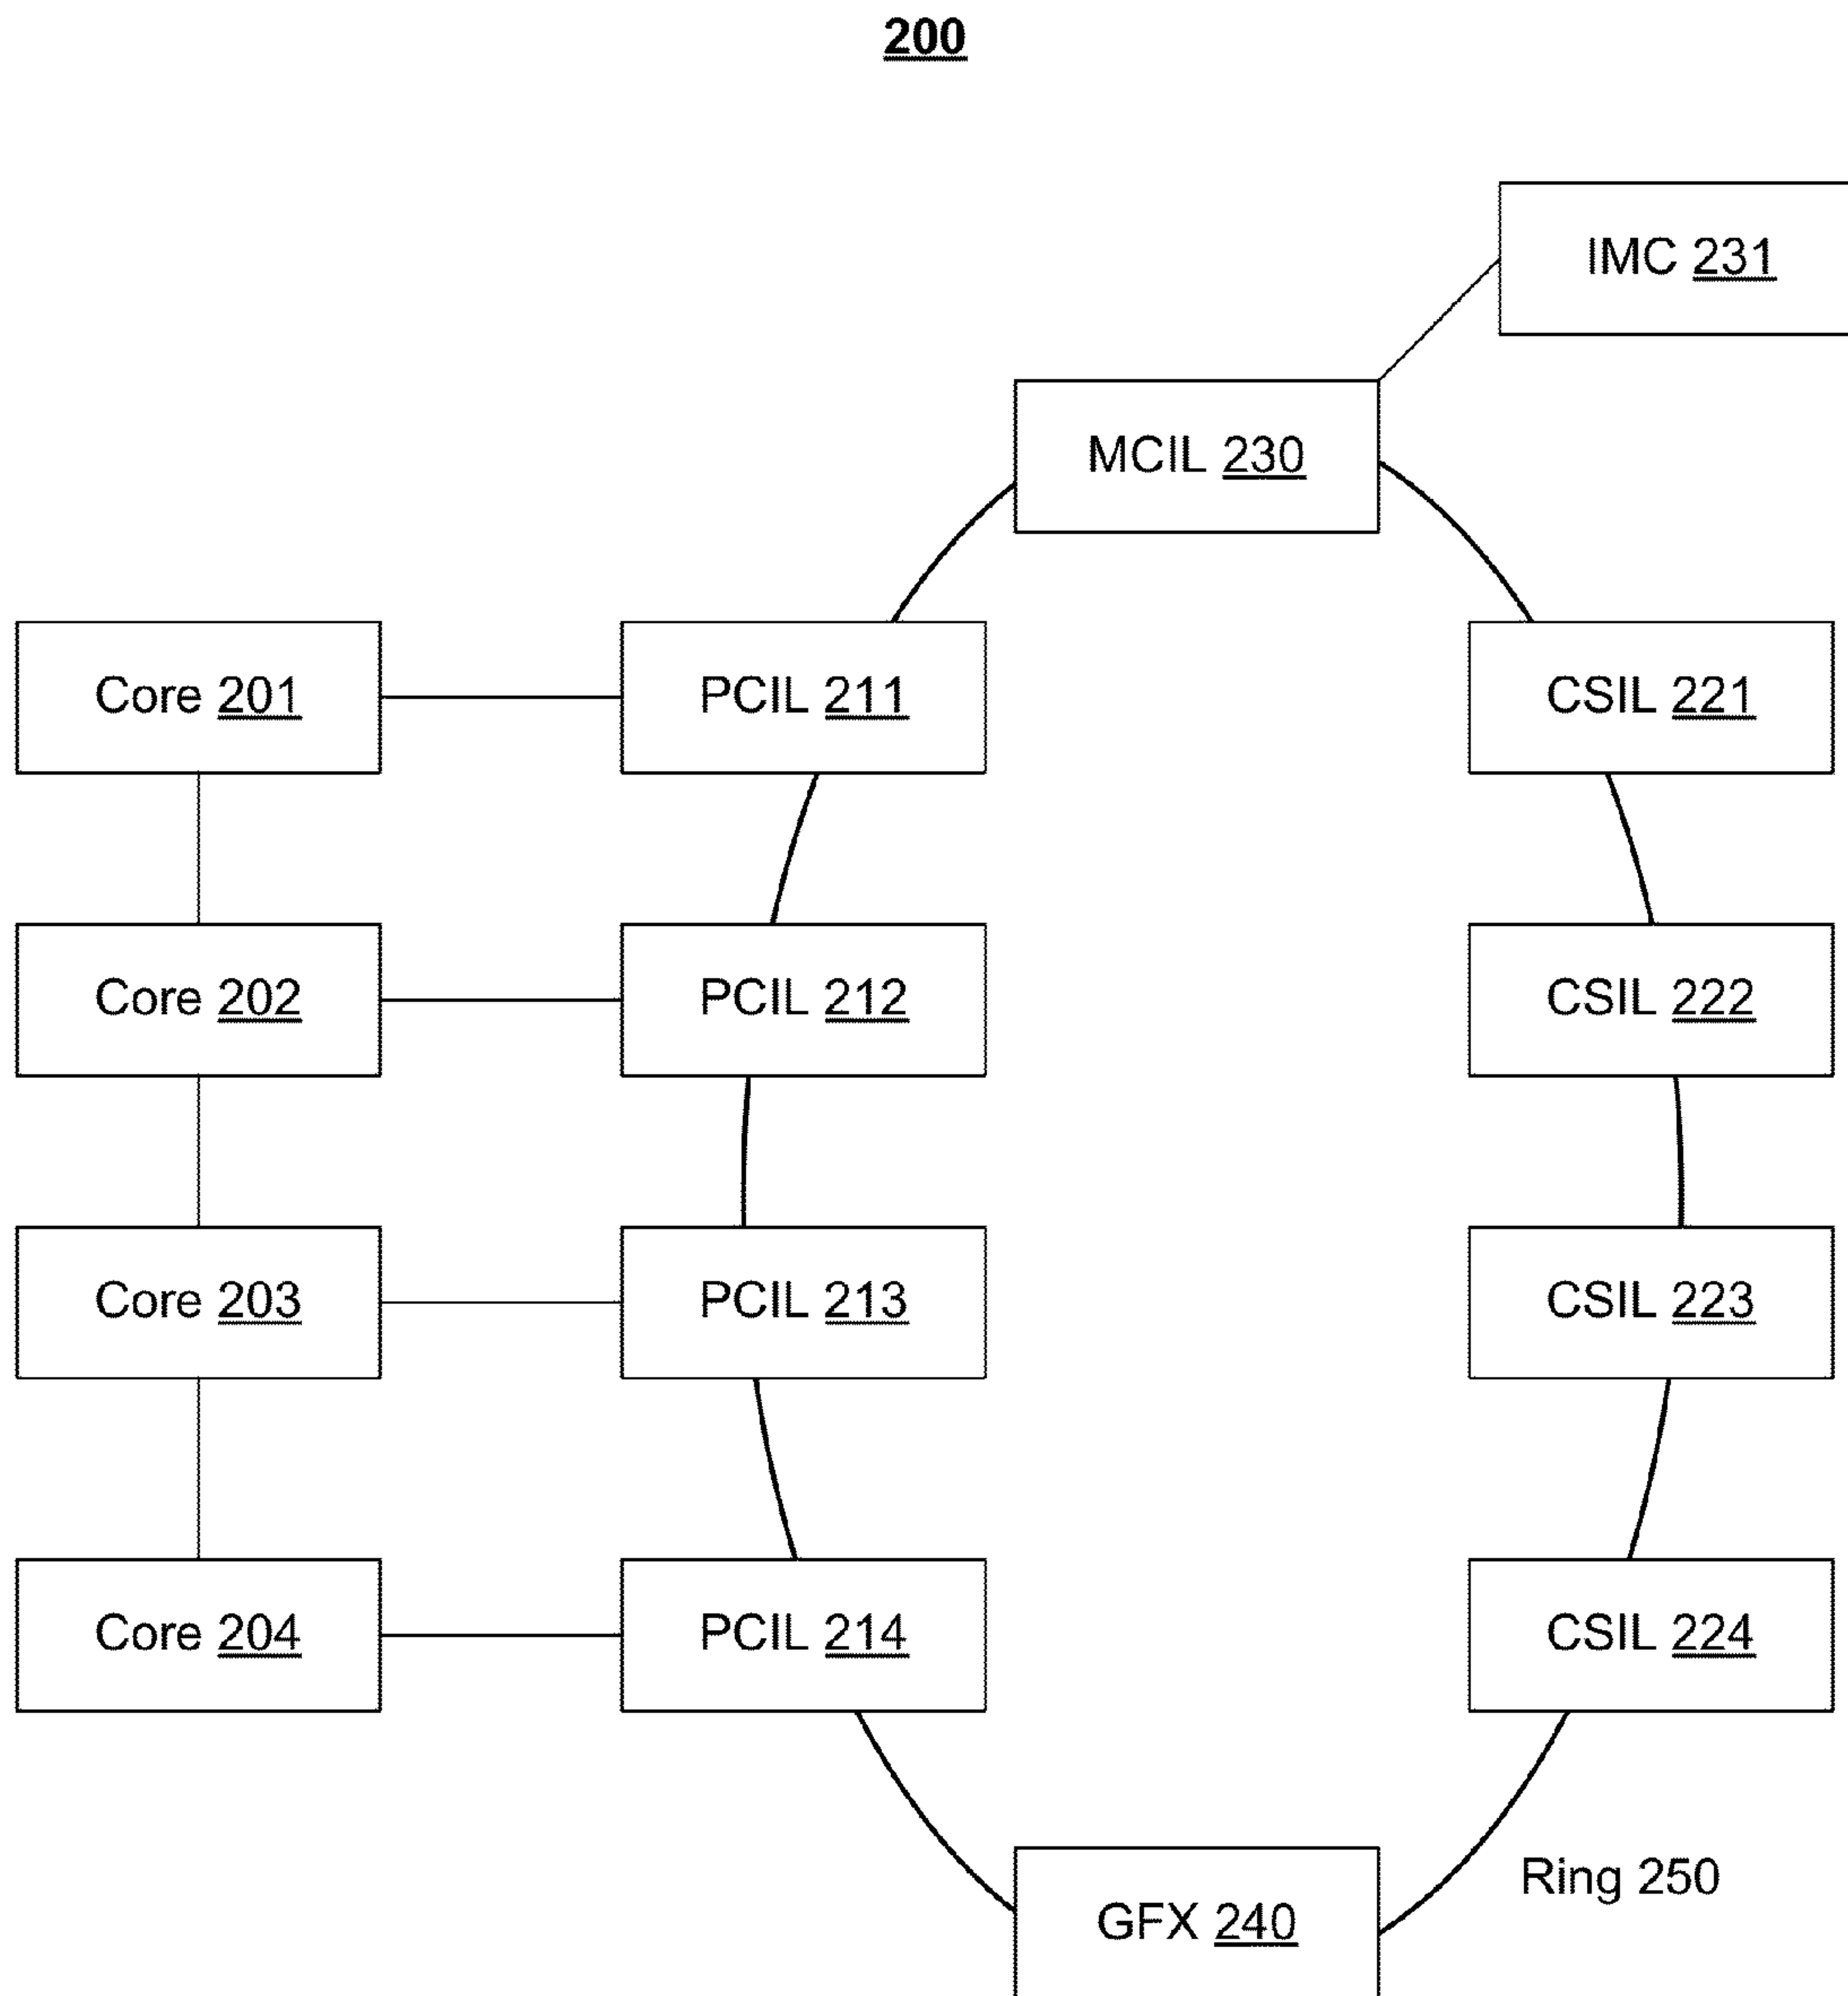 200
IMC 231
MCIL 230
Core 201
PCIL 211
CSIL 221
Core 202
PCIL 212
CSIL 222
Core 203
PCIL 213
CSIL 223
Core 204
PCIL 214
CSIL 224
Ring 250
GFX 240